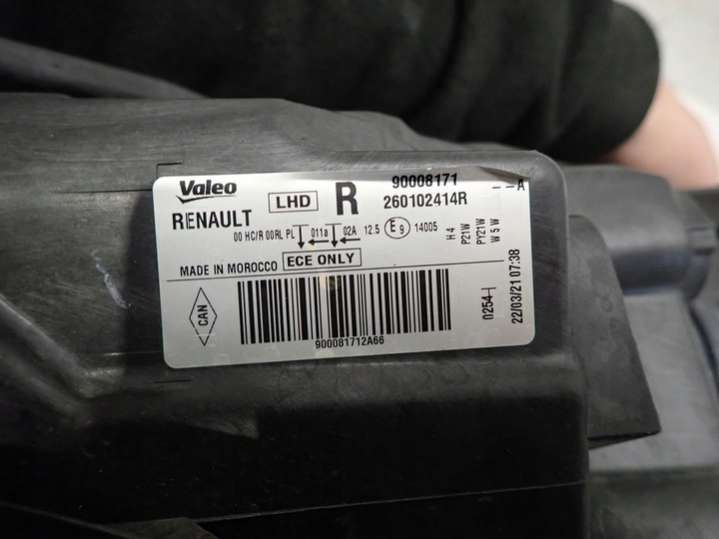 Valeo
LHD
R
90008171
260102414R
--A
RENAULT
00 HC/R 00RL PL 011a 02A 12.5 E9 14005
H4
P21W
PY21W
W5W
MADE IN MOROCCO
ECE ONLY
CAN
900081712A66
0254
22/03/21 07:38